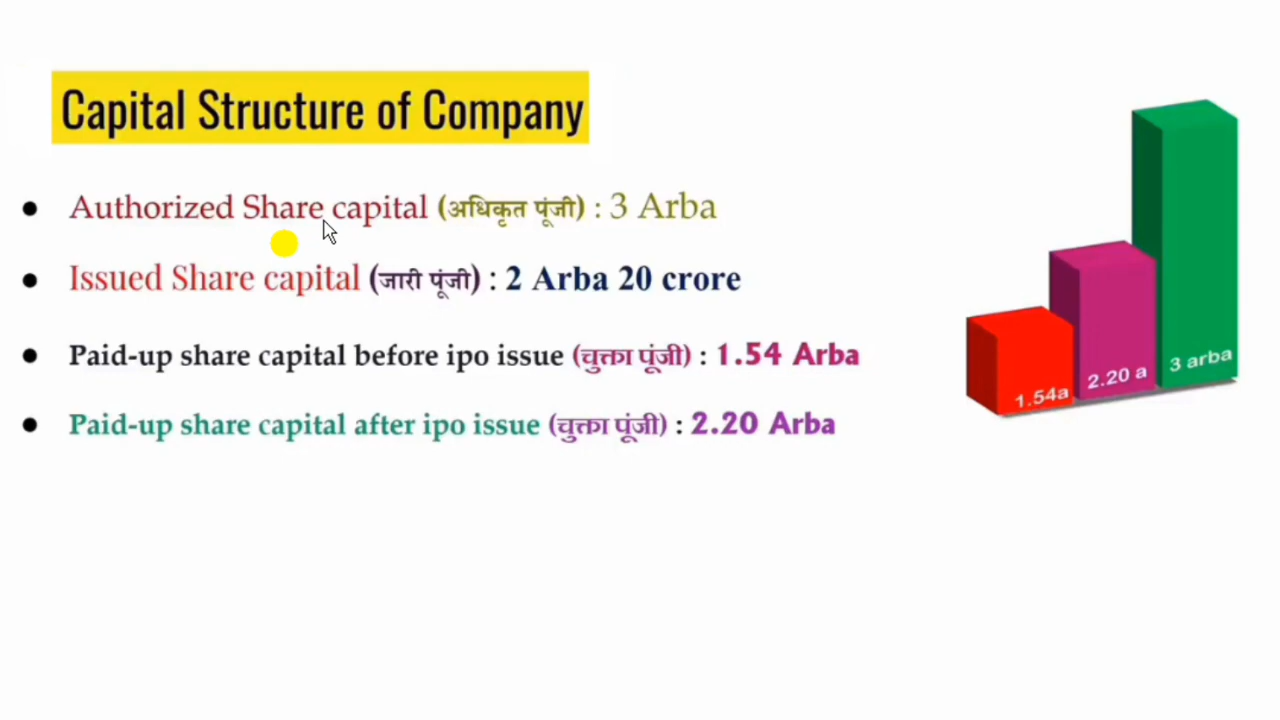 Capital Structure of Company
● Authorized Share capital (अधिकृत पूंजी) : 3 Arba
● Issued Share capital (जारी पूंजी) : 2 Arba 20 crore
● Paid-up share capital before ipo issue (चुक्ता पूंजी) : 1.54 Arba
● Paid-up share capital after ipo issue (चुक्ता पूंजी) : 2.20 Arba
1.54a
2.20 a
3 arba